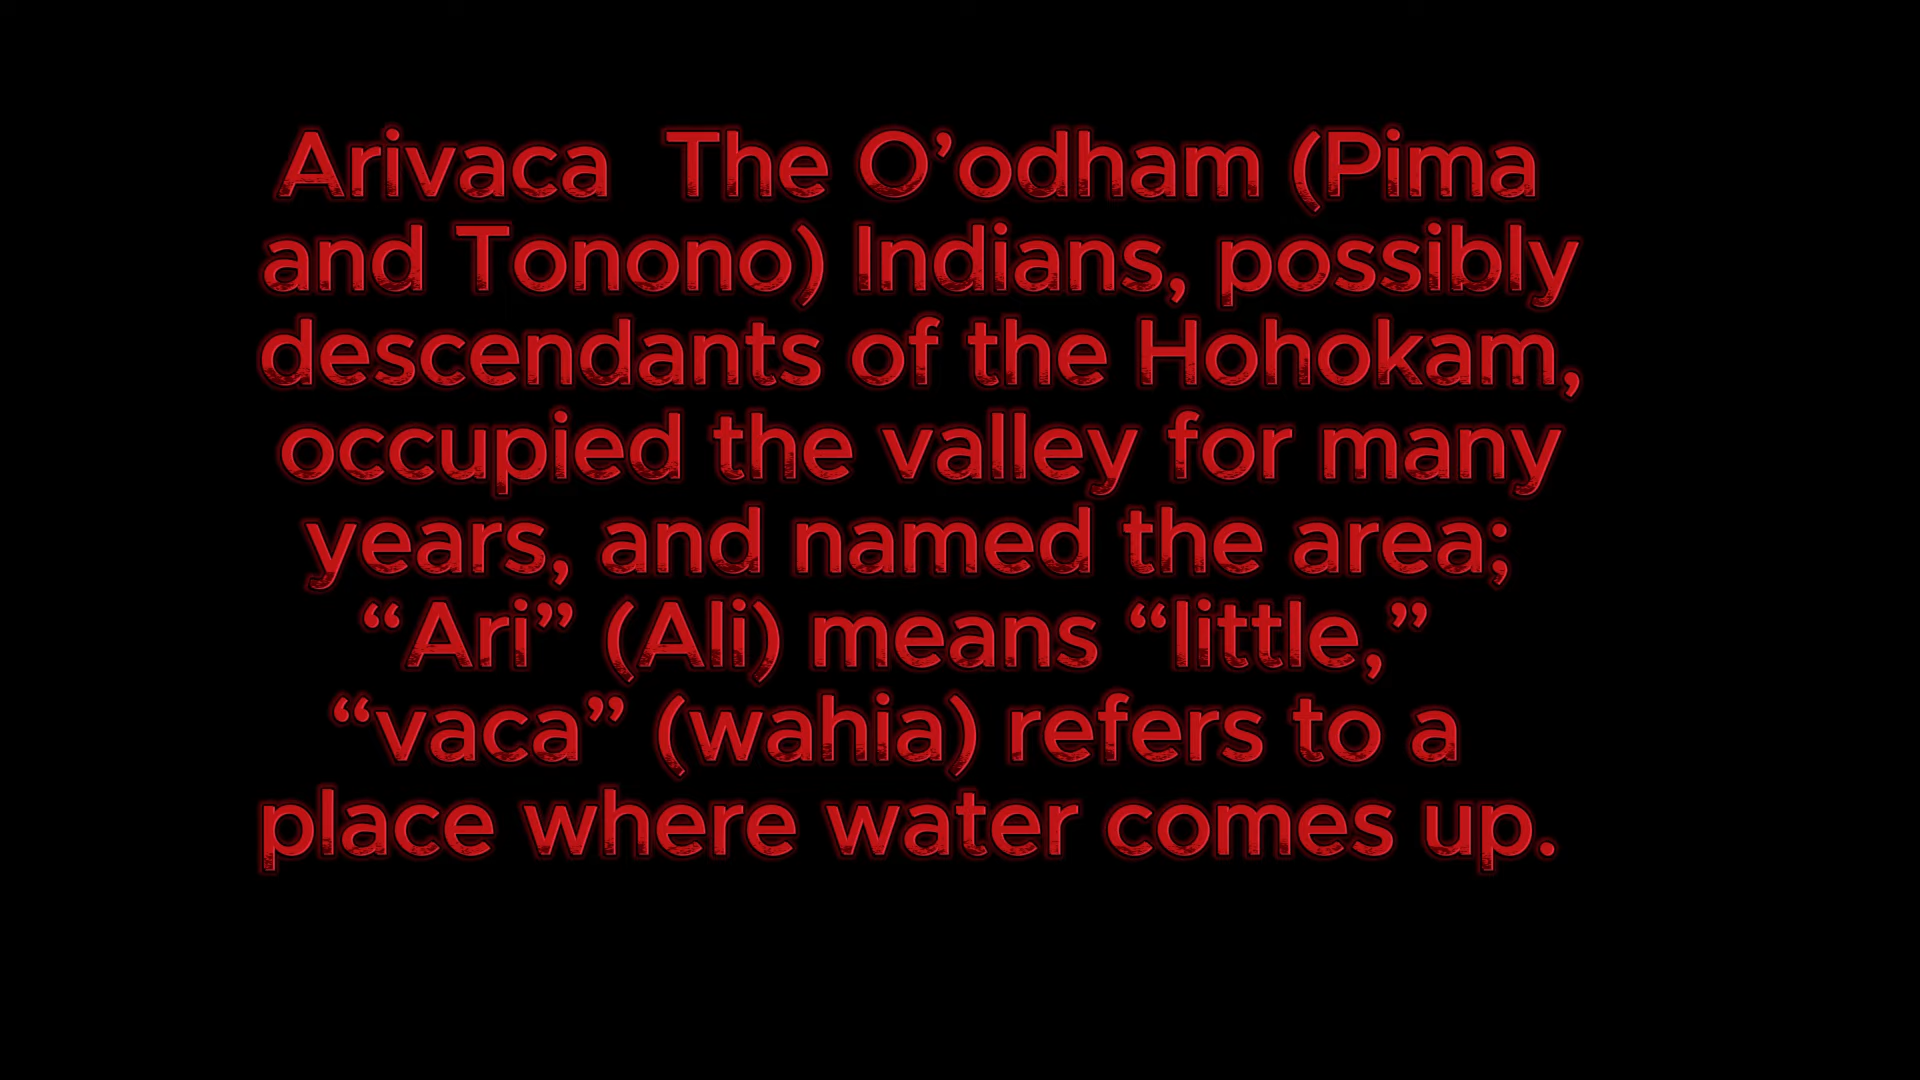 Arivaca  The O’odham (Pima
and Tonono) Indians, possibly
descendants of the Hohokam,
occupied the valley for many
years, and named the area;
“Ari” (Ali) means “little,”
“vaca” (wahia) refers to a
place where water comes up.